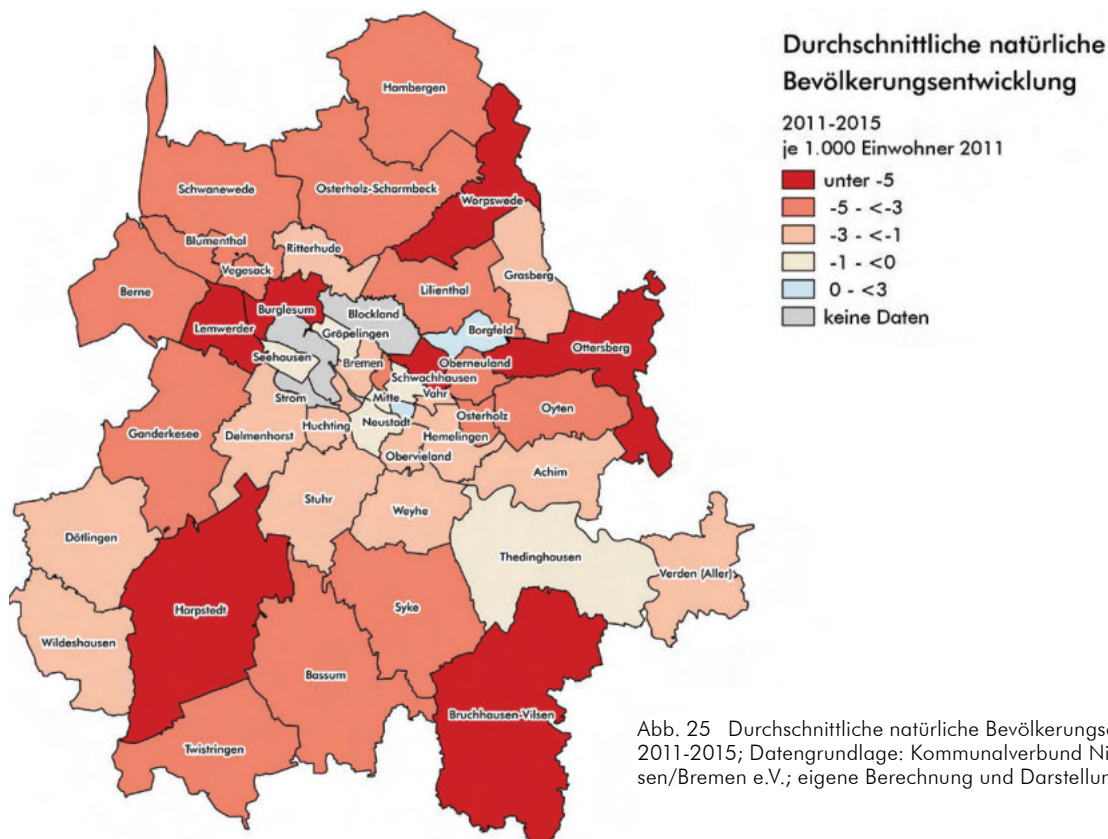 Durchschnittliche natürliche
Bevölkerungsentwicklung
2011-2015
je 1.000 Einwohner 2011
unter -5
-5 - <-3
-3 - <-1
-1 - <0
0 - <3
keine Daten
Hambergen
Schwanewede
Osterholz-Scharmbeck
Worpswede
Blumenthal
Ritterhude
Vegesack
Grasberg
Berne
Lilienthal
Burglesum
Blockland
Lemwerder
Gröpelingen
Borgfeld
Ottersberg
Seehausen
Bremen
Oberneuland
Schwachhausen
Strom
Mitte
Vahr
Oyten
Ganderkesee
Delmenhorst
Huchting
Neustadt
Osterholz
Hemelingen
Obervieland
Achim
Stuhr
Weyhe
Dötlingen
Thedinghausen
Verden (Aller)
Harpstedt
Syke
Wildeshausen
Bassum
Bruchhausen-Vilsen
Twistringen
Abb. 25 Durchschnittliche natürliche Bevölkerungse
2011-2015; Datengrundlage: Kommunalverbund Ni
sen/Bremen e.V.; eigene Berechnung und Darstellun